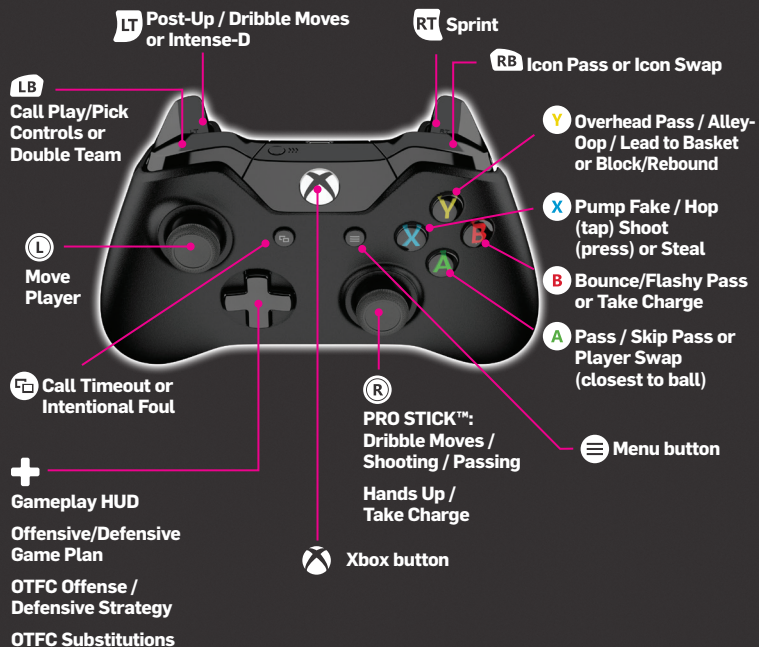 LT Post-Up / Dribble Moves
or Intense-D
RT Sprint
RB Icon Pass or Icon Swap
LB
Call Play/Pick
Controls or
Double Team
Y Overhead Pass / Alley-
Oop / Lead to Basket
or Block/Rebound
X Pump Fake / Hop
(tap) Shoot
(press) or Steal
B Bounce/Flashy Pass
or Take Charge
A Pass / Skip Pass or
Player Swap
(closest to ball)
Y
X
B
A
L
Move
Player
Call Timeout or
Intentional Foul
R
PRO STICK™:
Dribble Moves /
Shooting / Passing
Hands Up /
Take Charge
Menu button
Gameplay HUD
Offensive/Defensive
Game Plan
OTFC Offense /
Defensive Strategy
OTFC Substitutions
Xbox button